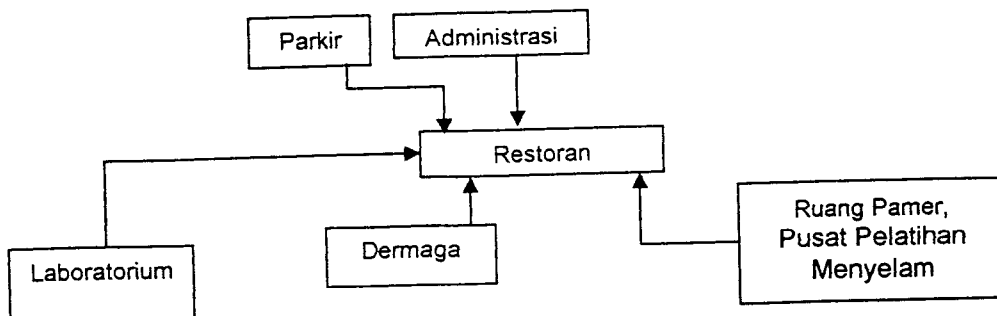 Parkir
Administrasi
Restoran
Ruang Pamer,
Pusat Pelatihan
Menyelam
Dermaga
Laboratorium